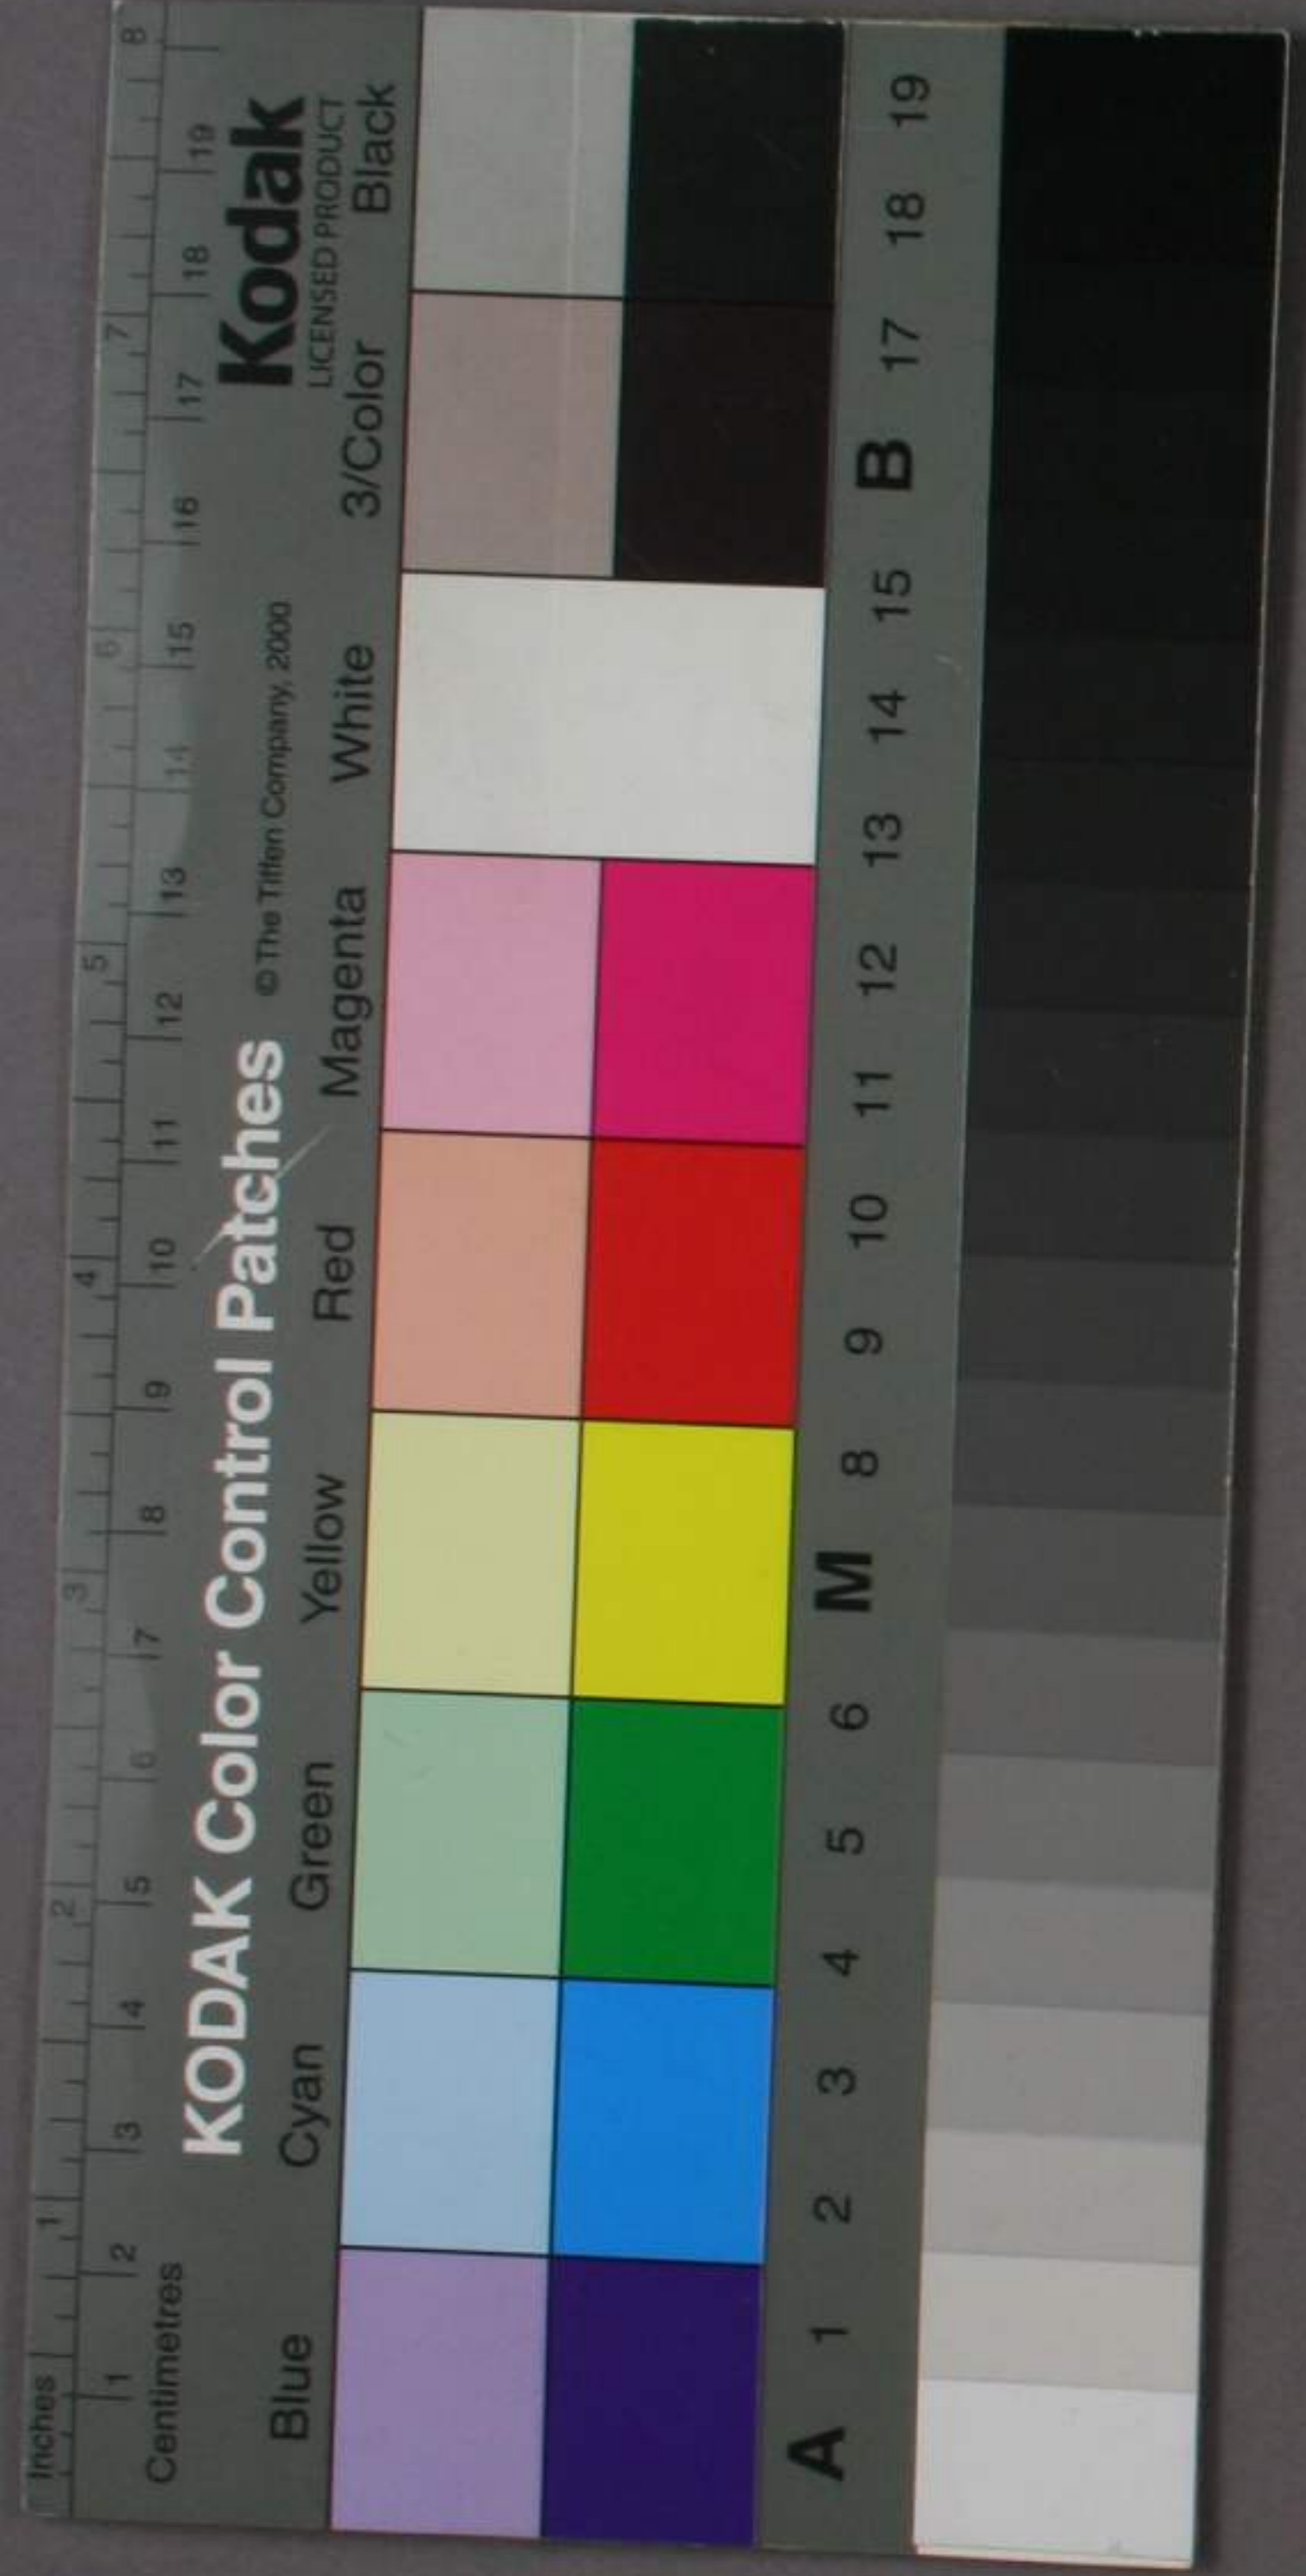 Inches 1 2 3 4 5 6 7 8
Centimetres 1 2 3 4 5 6 7 8 9 10 11 12 13 14 15 16 17 18 19
KODAK Color Control Patches © The Tiffen Company, 2000 Kodak
LICENSED PRODUCT
Blue Cyan Green Yellow Red Magenta White 3/Color Black
A 1 2 3 4 5 6 M 8 9 10 11 12 13 14 15 B 17 18 19